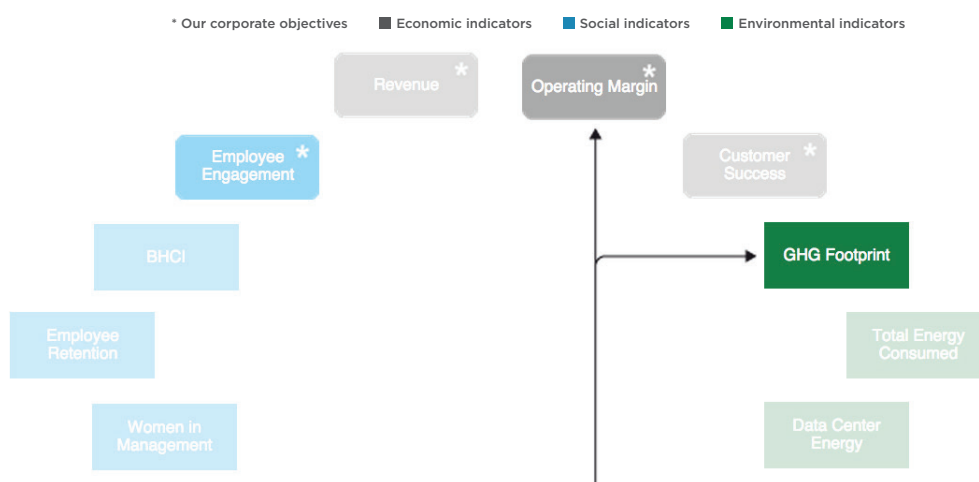 * Our corporate objectives Economic indicators Social indicators Environmental indicators
Revenue *
Operating Margin *
Employee *
Engagement
Customer *
Success
BHCI
GHG Footprint
Employee
Retention
Total Energy
Consumed
Women in
Management
Data Center
Energy